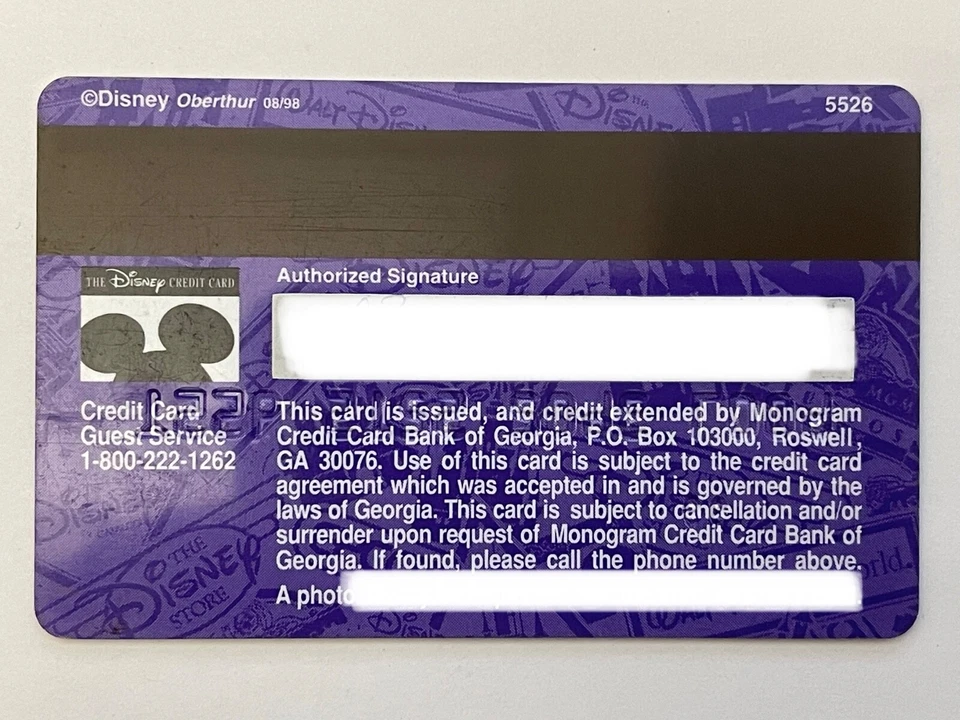 ©Disney Oberthur 08/98
5526
THE Disney CREDIT CARD
Authorized Signature
Credit Card
Guest Service
1-800-222-1262
This card is issued, and credit extended by Monogram
Credit Card Bank of Georgia, P.O. Box 103000, Roswell,
GA 30076. Use of this card is subject to the credit card
agreement which was accepted in and is governed by the
laws of Georgia. This card is subject to cancellation and/or
surrender upon request of Monogram Credit Card Bank of
Georgia. If found, please call the phone number above.
A photo
THE
Disney
STORE